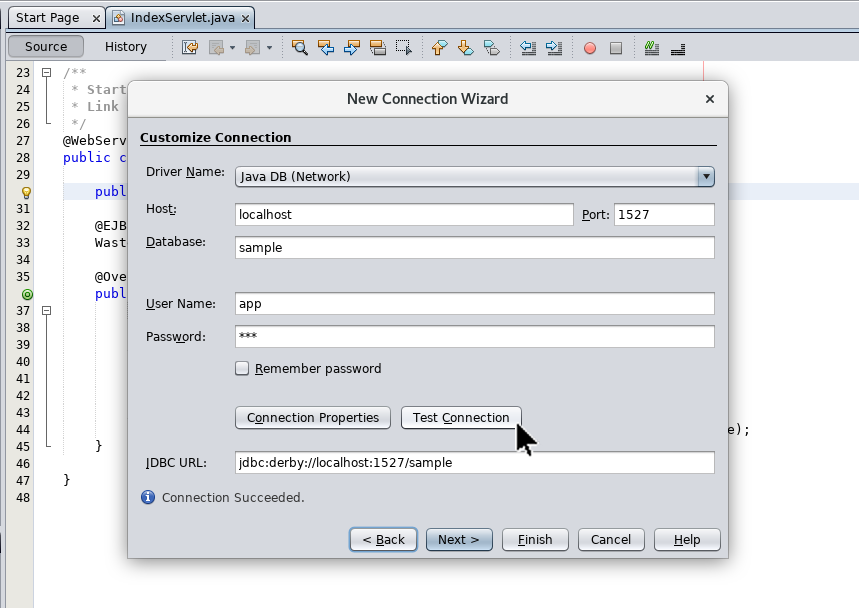 Start Page × IndexServlet.java ×
Source History
23 /**
24 * Start
25 * Link
26 */
27 @WebServ
28 public c
29
publ
31
32 @EJB
33 Wast
34
35 @Ove
publ
37
38
39
40
41
42
43
44 e);
45 }
46
47 }
48
New Connection Wizard ×
Customize Connection
Driver Name: Java DB (Network)
Host: localhost Port: 1527
Database: sample
User Name: app
Password: ***
Remember password
Connection Properties Test Connection
JDBC URL: jdbc:derby://localhost:1527/sample
Connection Succeeded.
< Back Next > Finish Cancel Help